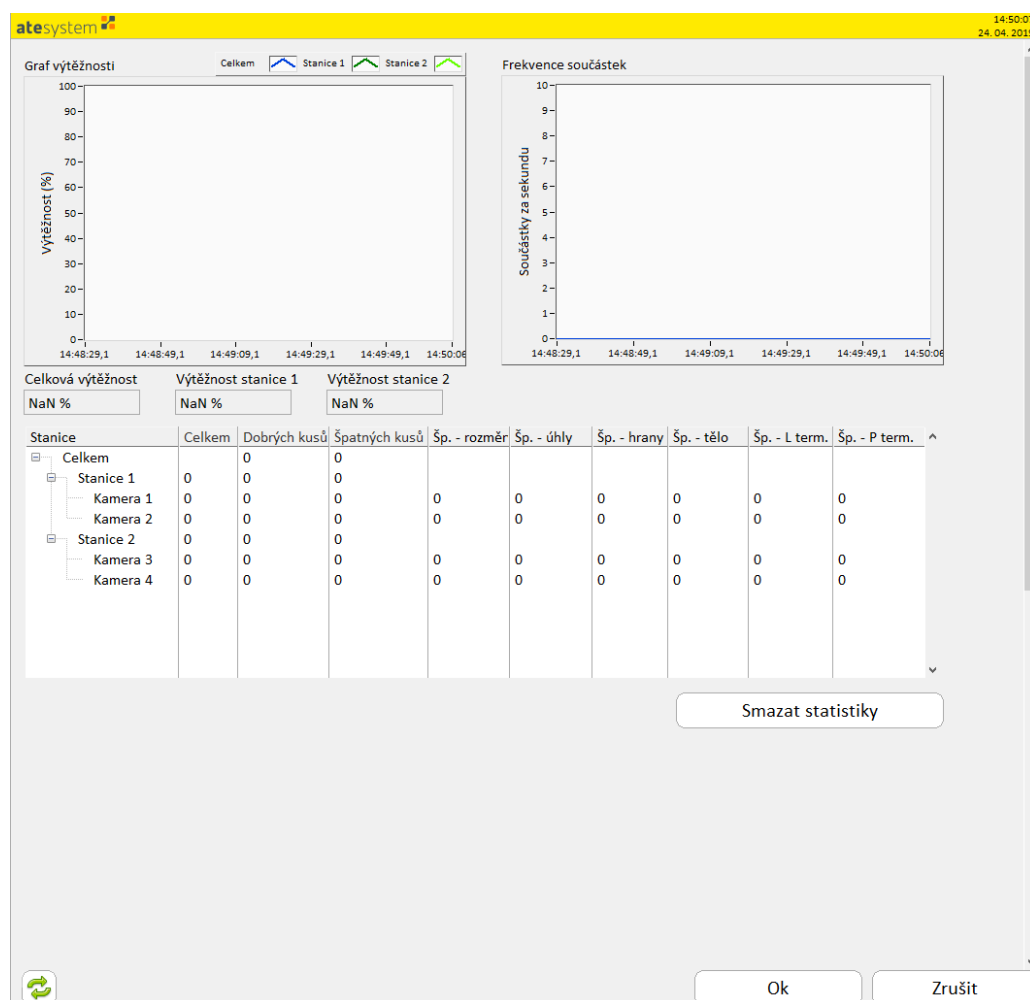 atesystem
14:50:07
24. 04. 2019
Graf výtěžnosti
Celkem Stanice 1 Stanice 2
Výtěžnost (%)
100
90
80
70
60
50
40
30
20
10
0
14:48:29,1 14:48:49,1 14:49:09,1 14:49:29,1 14:49:49,1 14:50:06
Frekvence součástek
Součástky za sekundu
10
9
8
7
6
5
4
3
2
1
0
14:48:29,1 14:48:49,1 14:49:09,1 14:49:29,1 14:49:49,1 14:50:06
Celková výtěžnost Výtěžnost stanice 1 Výtěžnost stanice 2
NaN % NaN % NaN %
Stanice Celkem Dobrých kusů Špatných kusů Šp. - rozměr Šp. - úhly Šp. - hrany Šp. - tělo Šp. - L term. Šp. - P term.
Celkem 0 0
Stanice 1 0 0 0
Kamera 1 0 0 0 0 0 0 0 0 0
Kamera 2 0 0 0 0 0 0 0 0 0
Stanice 2 0 0 0
Kamera 3 0 0 0 0 0 0 0 0 0
Kamera 4 0 0 0 0 0 0 0 0 0
Smazat statistiky
Ok Zrušit